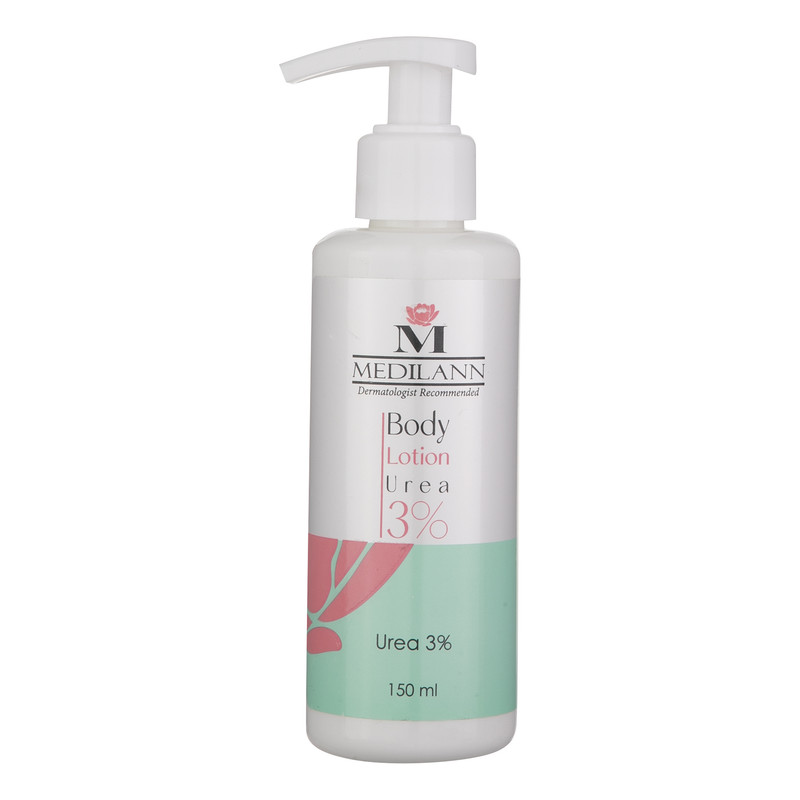 M
MEDILANN
Dermatologist Recommended
Body
Lotion
Urea
3%
Urea 3%
150 ml